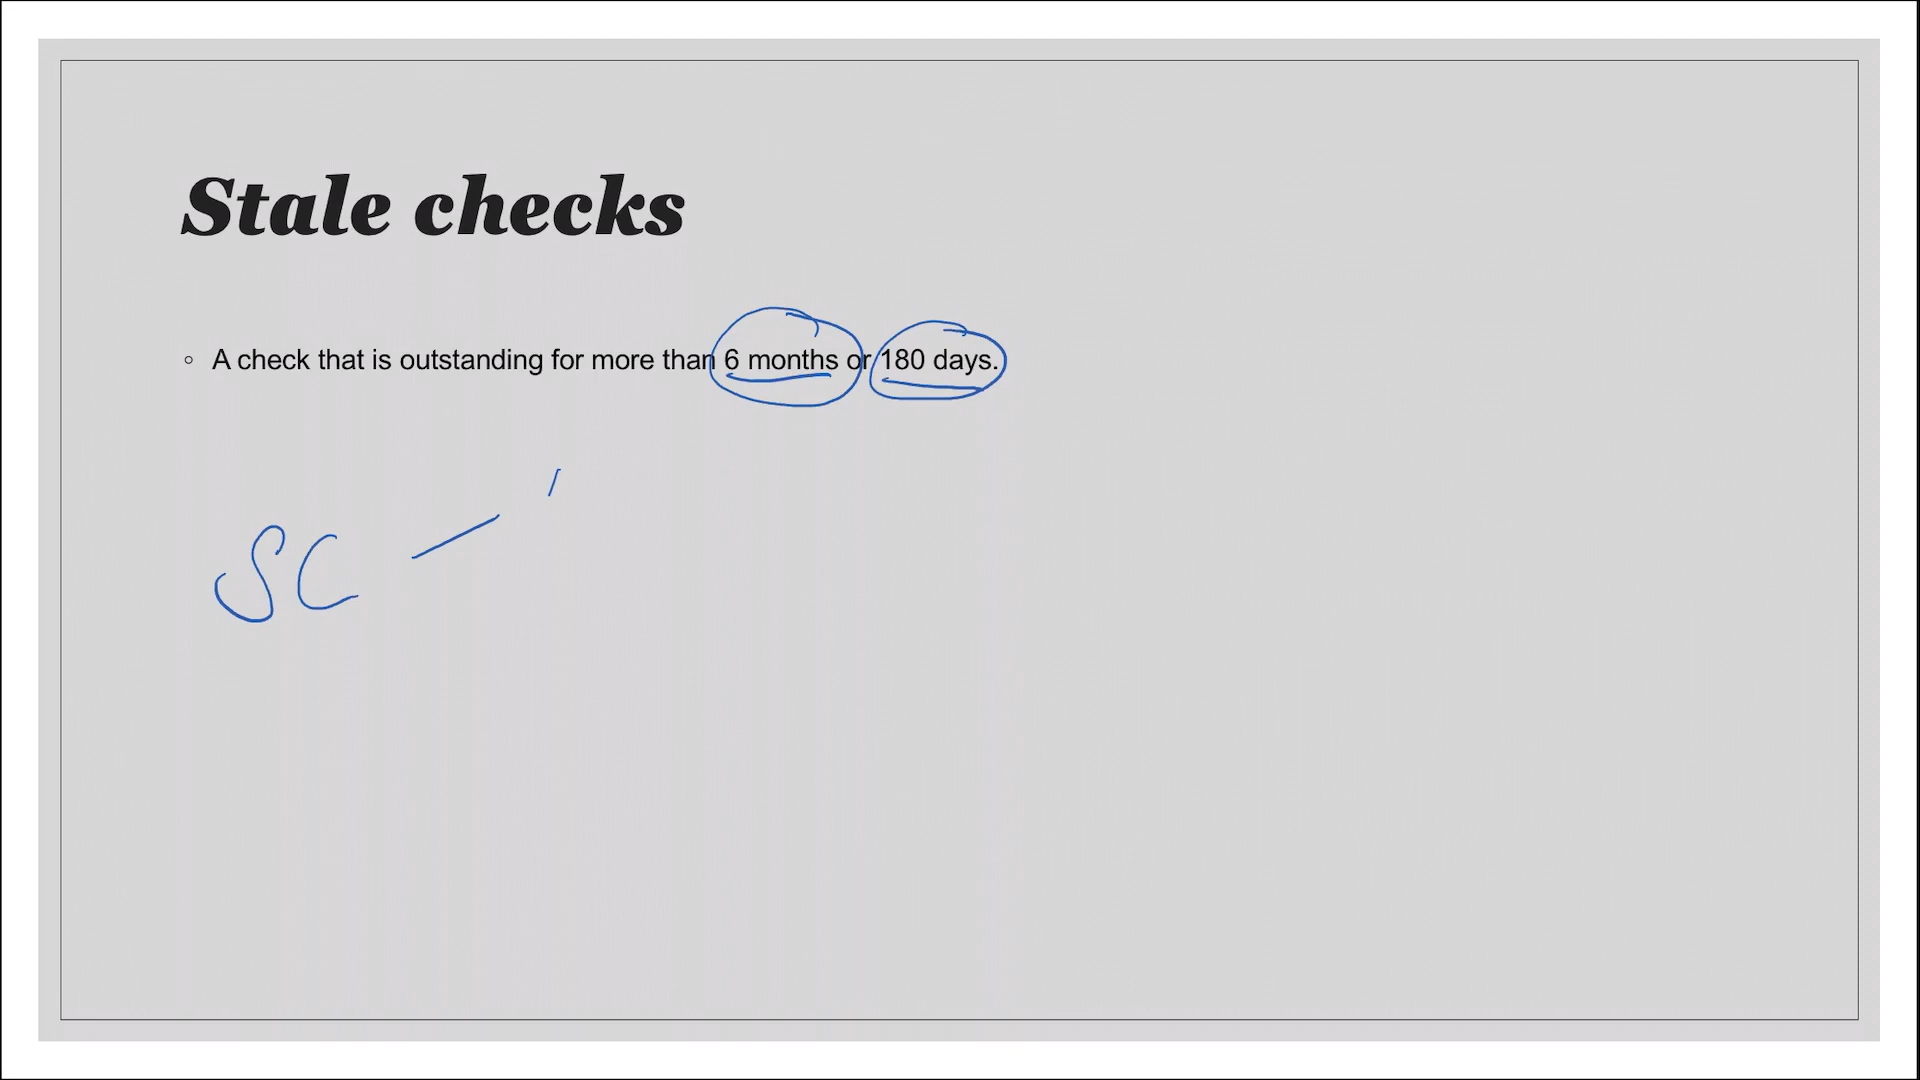 Stale checks
◦ A check that is outstanding for more than 6 months or 180 days.
SC —